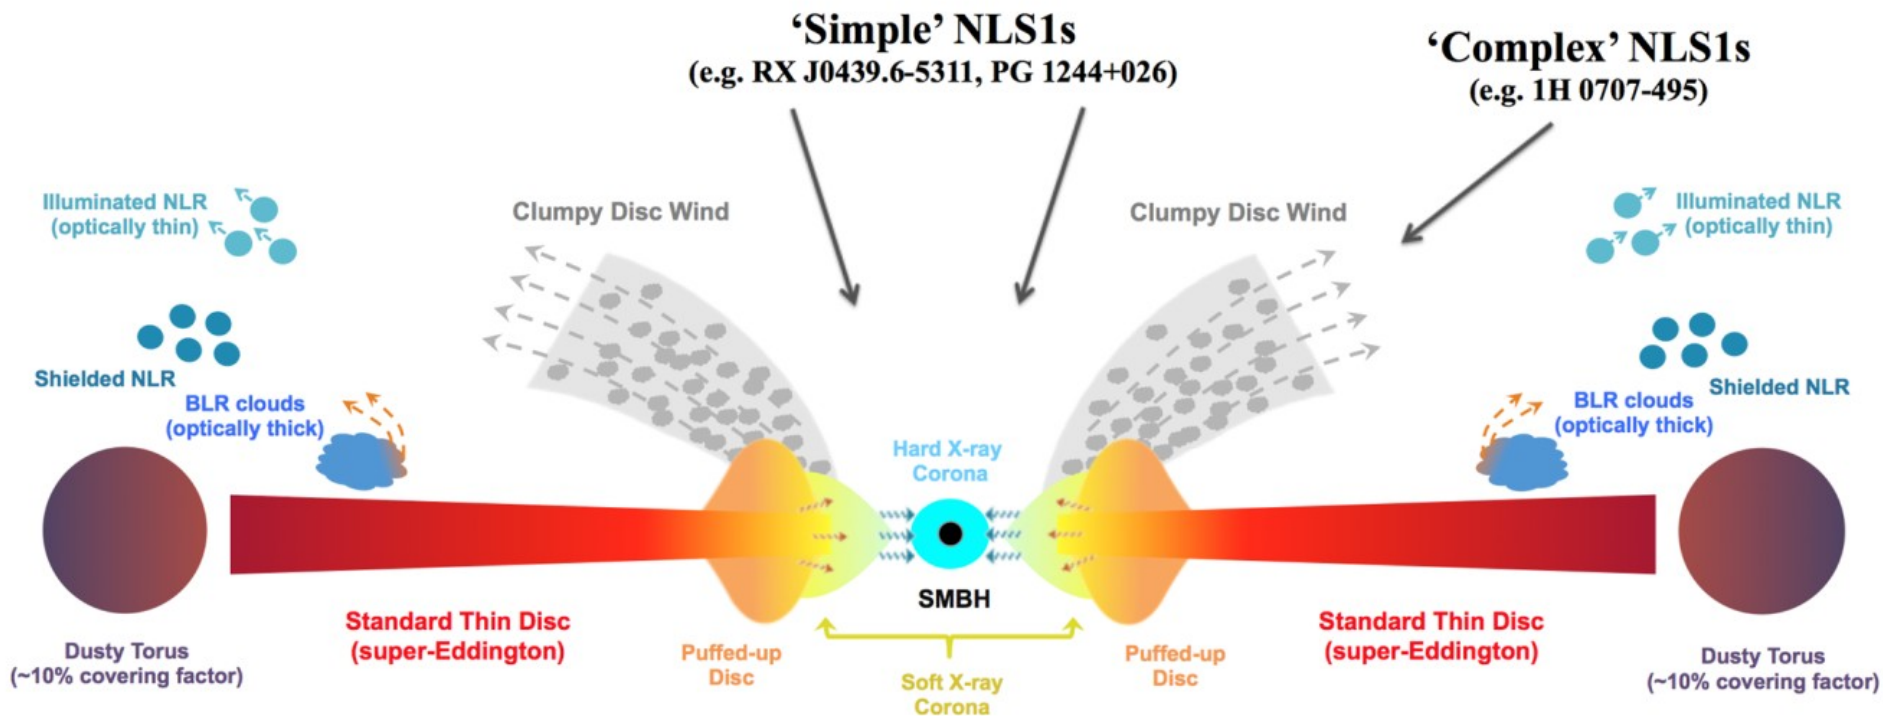 ‘Simple’ NLS1s
(e.g. RX J0439.6-5311, PG 1244+026)
‘Complex’ NLS1s
(e.g. 1H 0707-495)
Illuminated NLR
(optically thin)
Clumpy Disc Wind
Clumpy Disc Wind
Illuminated NLR
(optically thin)
Shielded NLR
BLR clouds
(optically thick)
Hard X-ray
Corona
BLR clouds
(optically thick)
Shielded NLR
SMBH
Standard Thin Disc
(super-Eddington)
Standard Thin Disc
(super-Eddington)
Dusty Torus
(~10% covering factor)
Puffed-up
Disc
Soft X-ray
Corona
Puffed-up
Disc
Dusty Torus
(~10% covering factor)